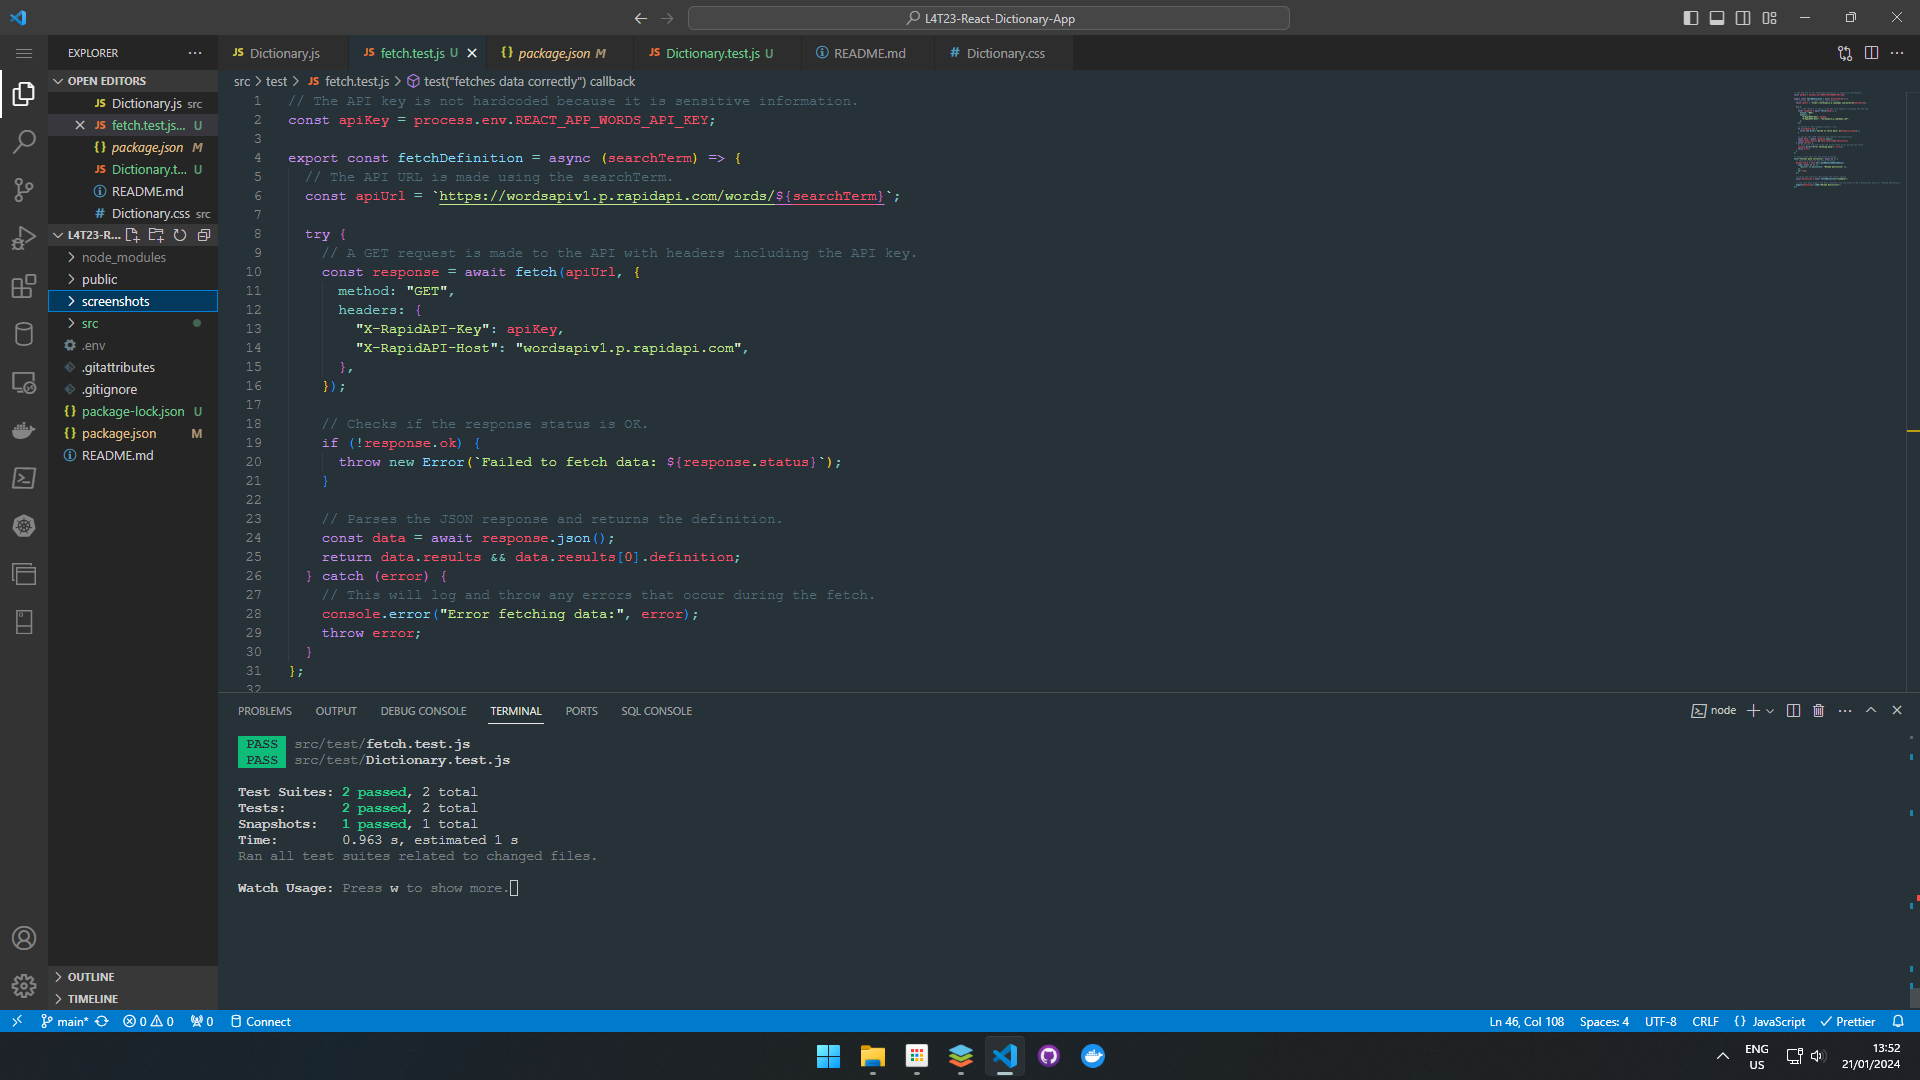 L4T23-React-Dictionary-App
EXPLORER
JS Dictionary.js
JS fetch.test.js U
{} package.json M
JS Dictionary.test.js U
README.md
# Dictionary.css
OPEN EDITORS
JS Dictionary.js src
JS fetch.test.js... U
{} package.json M
JS Dictionary.t... U
README.md
# Dictionary.css src
L4T23-R...
node_modules
public
screenshots
src
.env
.gitattributes
.gitignore
{} package-lock.json U
{} package.json M
README.md
OUTLINE
TIMELINE
src > test > JS fetch.test.js > test("fetches data correctly") callback
1 // The API key is not hardcoded because it is sensitive information.
2 const apiKey = process.env.REACT_APP_WORDS_API_KEY;
3
4 export const fetchDefinition = async (searchTerm) => {
5 // The API URL is made using the searchTerm.
6 const apiUrl = `https://wordsapiv1.p.rapidapi.com/words/${searchTerm}`;
7
8 try {
9 // A GET request is made to the API with headers including the API key.
10 const response = await fetch(apiUrl, {
11 method: "GET",
12 headers: {
13 "X-RapidAPI-Key": apiKey,
14 "X-RapidAPI-Host": "wordsapiv1.p.rapidapi.com",
15 },
16 });
17
18 // Checks if the response status is OK.
19 if (!response.ok) {
20 throw new Error(`Failed to fetch data: ${response.status}`);
21 }
22
23 // Parses the JSON response and returns the definition.
24 const data = await response.json();
25 return data.results && data.results[0].definition;
26 } catch (error) {
27 // This will log and throw any errors that occur during the fetch.
28 console.error("Error fetching data:", error);
29 throw error;
30 }
31 };
32
PROBLEMS OUTPUT DEBUG CONSOLE TERMINAL PORTS SQL CONSOLE
node
PASS src/test/fetch.test.js
PASS src/test/Dictionary.test.js
Test Suites: 2 passed, 2 total
Tests: 2 passed, 2 total
Snapshots: 1 passed, 1 total
Time: 0.963 s, estimated 1 s
Ran all test suites related to changed files.
Watch Usage: Press w to show more.
main* 0 0 0 Connect
Ln 46, Col 108 Spaces: 4 UTF-8 CRLF {} JavaScript Prettier
ENG
US
13:52
21/01/2024